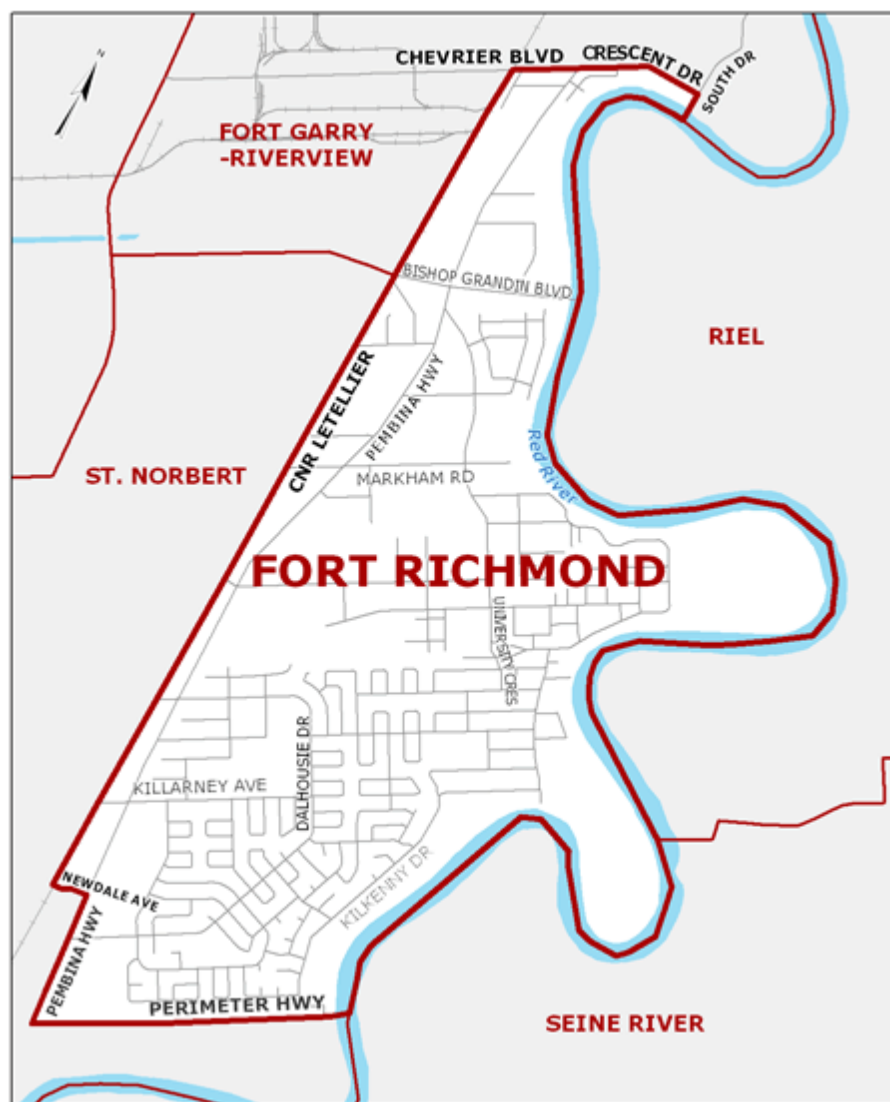 N
CHEVRIER BLVD
CRESCENT DR
SOUTH DR
FORT GARRY
-RIVERVIEW
BISHOP GRANDIN BLVD
RIEL
CNR LETELLIER
PEMBINA HWY
Red River
ST. NORBERT
MARKHAM RD
FORT RICHMOND
UNIVERSITY CRES
DALHOUSIE DR
KILLARNEY AVE
KILKENNY DR
NEWDALE AVE
PEMBINA HWY
PERIMETER HWY
SEINE RIVER